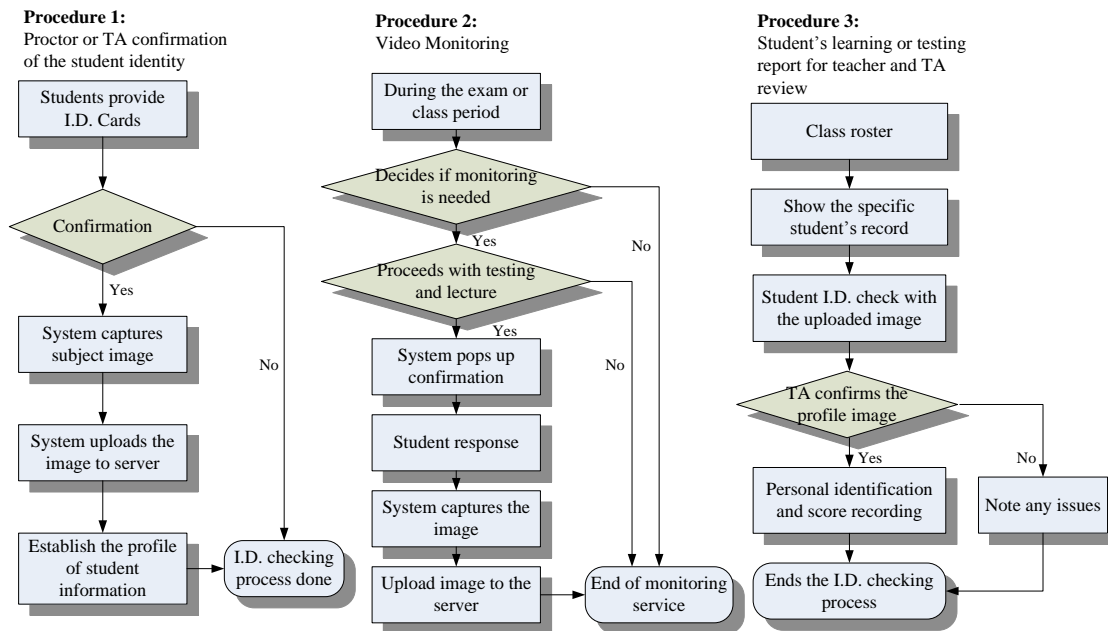 Procedure 1:
Proctor or TA confirmation
of the student identity
Students provide
I.D. Cards
Confirmation
Yes
No
System captures
subject image
System uploads the
image to server
Establish the profile
of student
information
I.D. checking
process done
Procedure 2:
Video Monitoring
During the exam or
class period
Decides if monitoring
is needed
Yes
No
Proceeds with testing
and lecture
Yes
No
System pops up
confirmation
Student response
System captures the
image
Upload image to the
server
End of monitoring
service
Procedure 3:
Student's learning or testing
report for teacher and TA
review
Class roster
Show the specific
student's record
Student I.D. check with
the uploaded image
TA confirms the
profile image
Yes
No
Personal identification
and score recording
Note any issues
Ends the I.D. checking
process